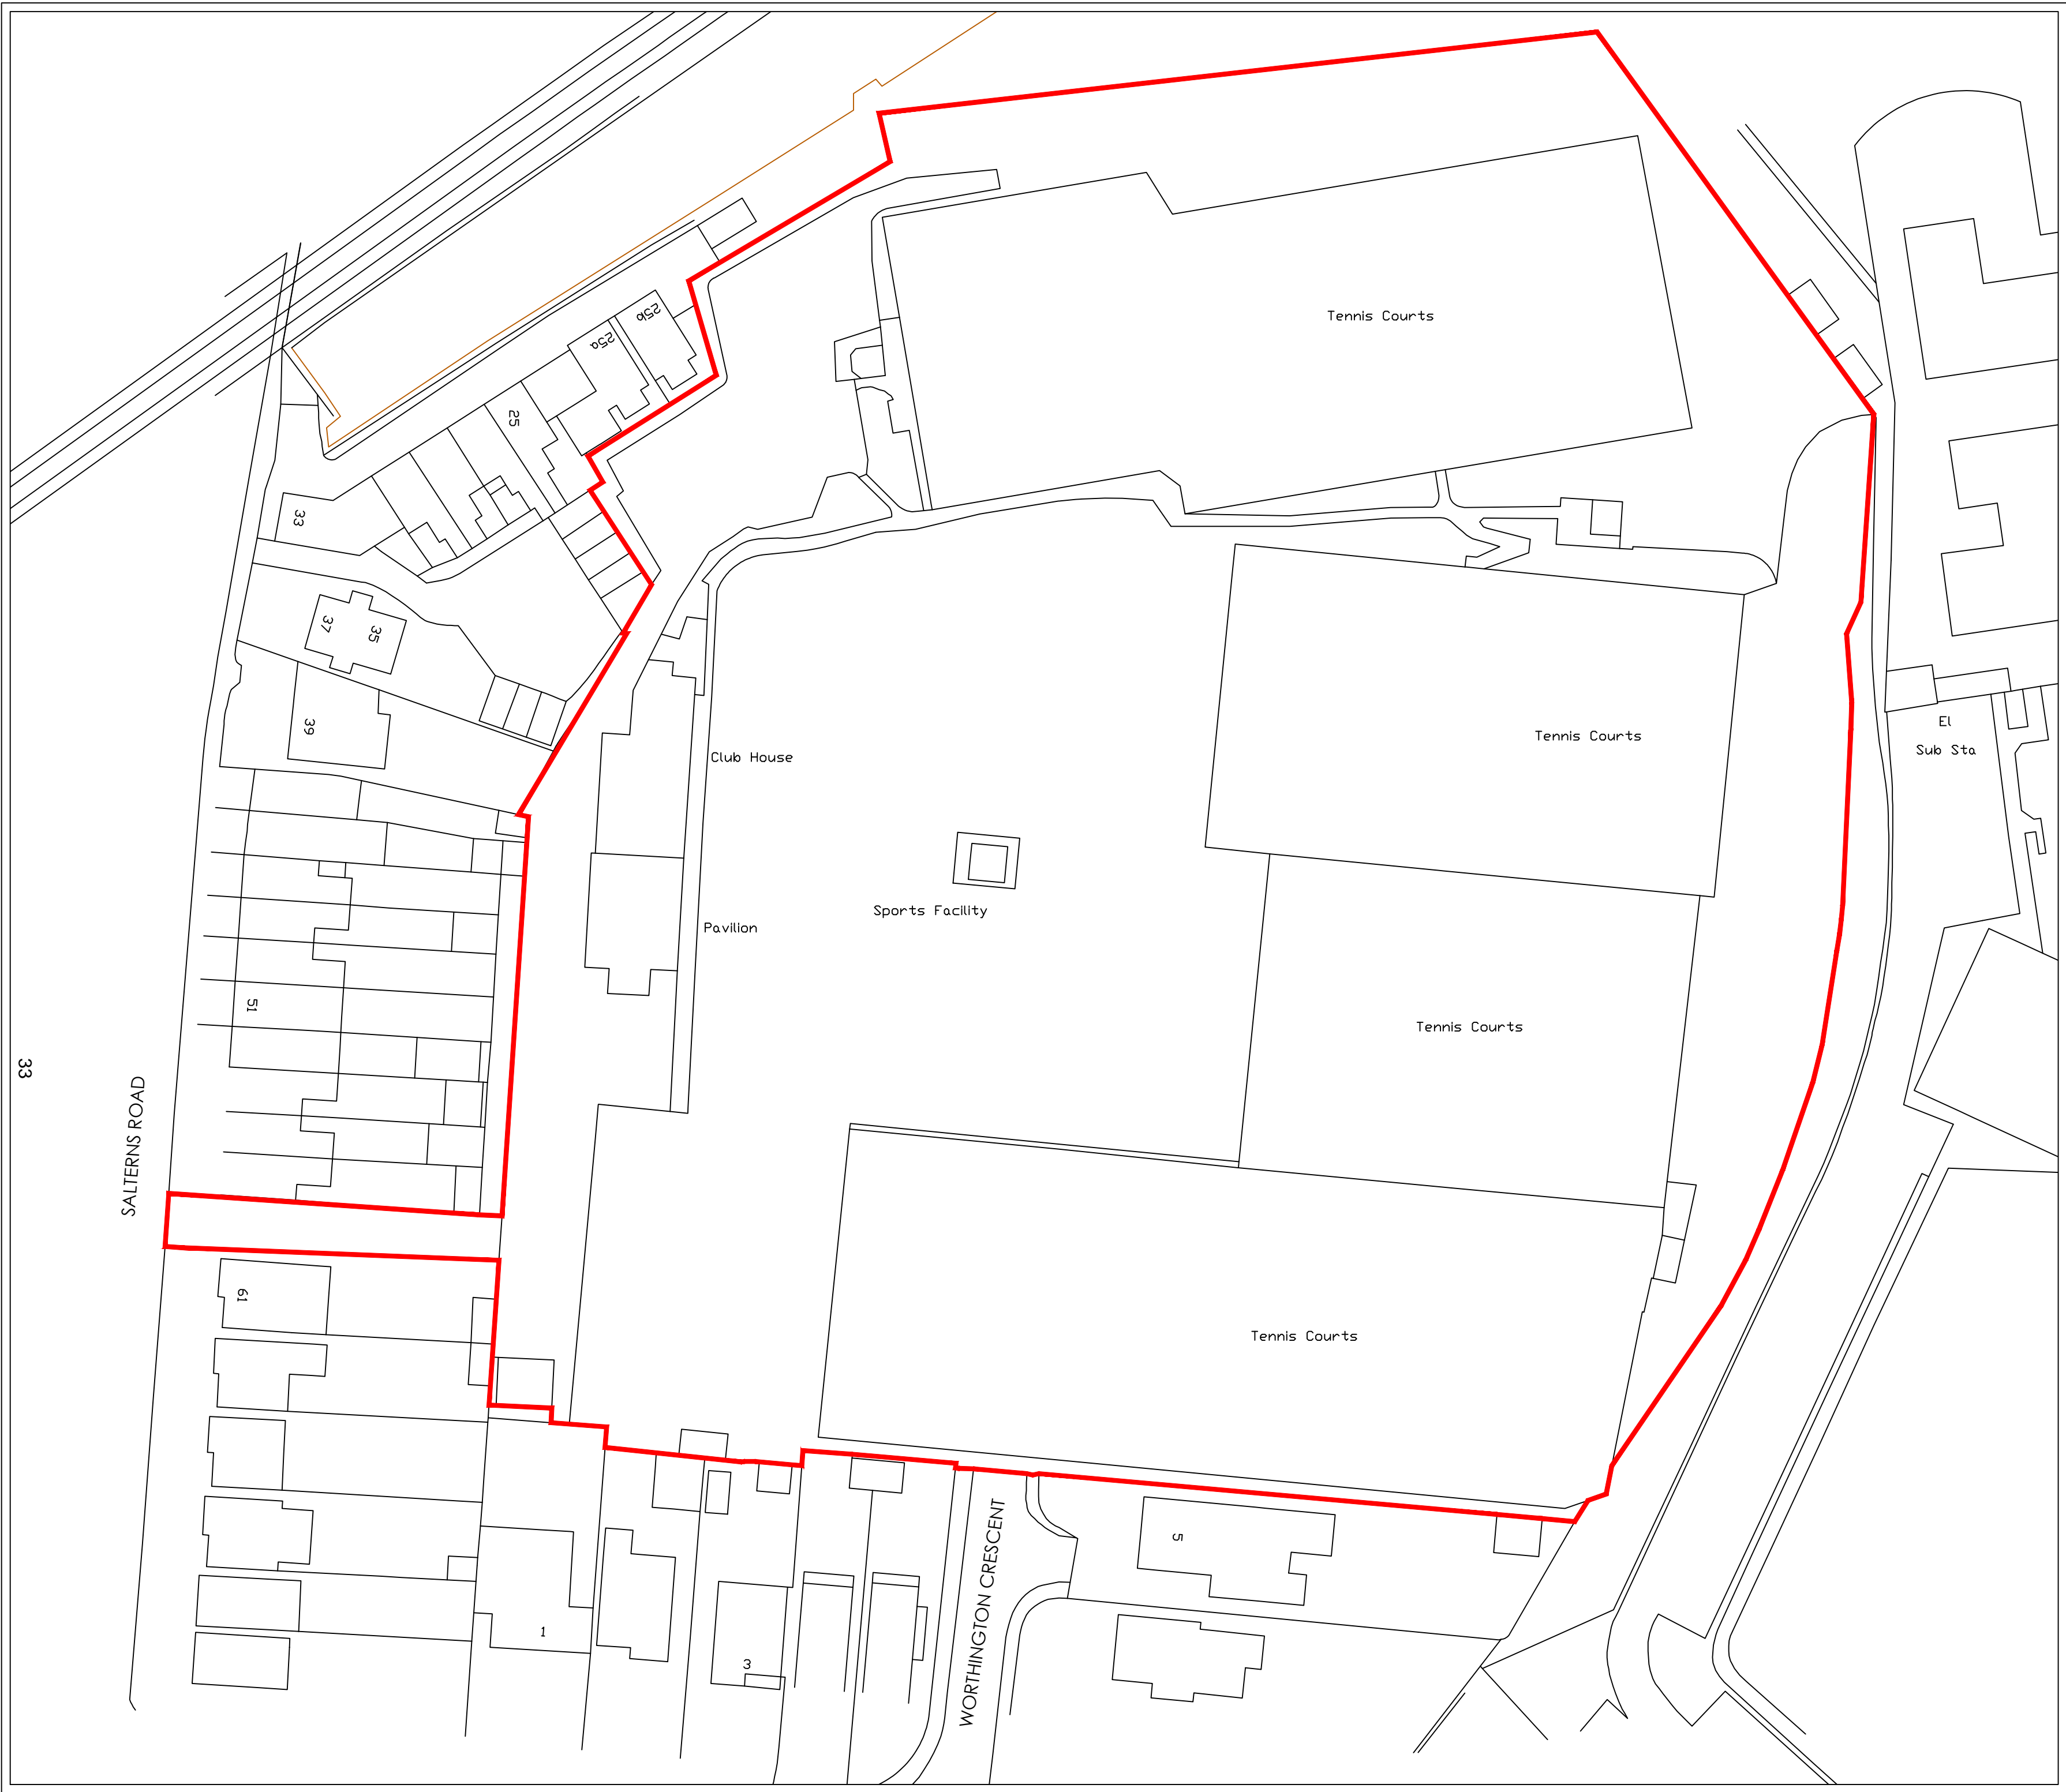 Tennis Courts
25b
25a
25
33
37
35
39
Club House
Tennis Courts
El
Sub Sta
Sports Facility
Pavilion
51
Tennis Courts
33
SALTERNS ROAD
61
Tennis Courts
5
WORTHINGTON CRESCENT
1
3